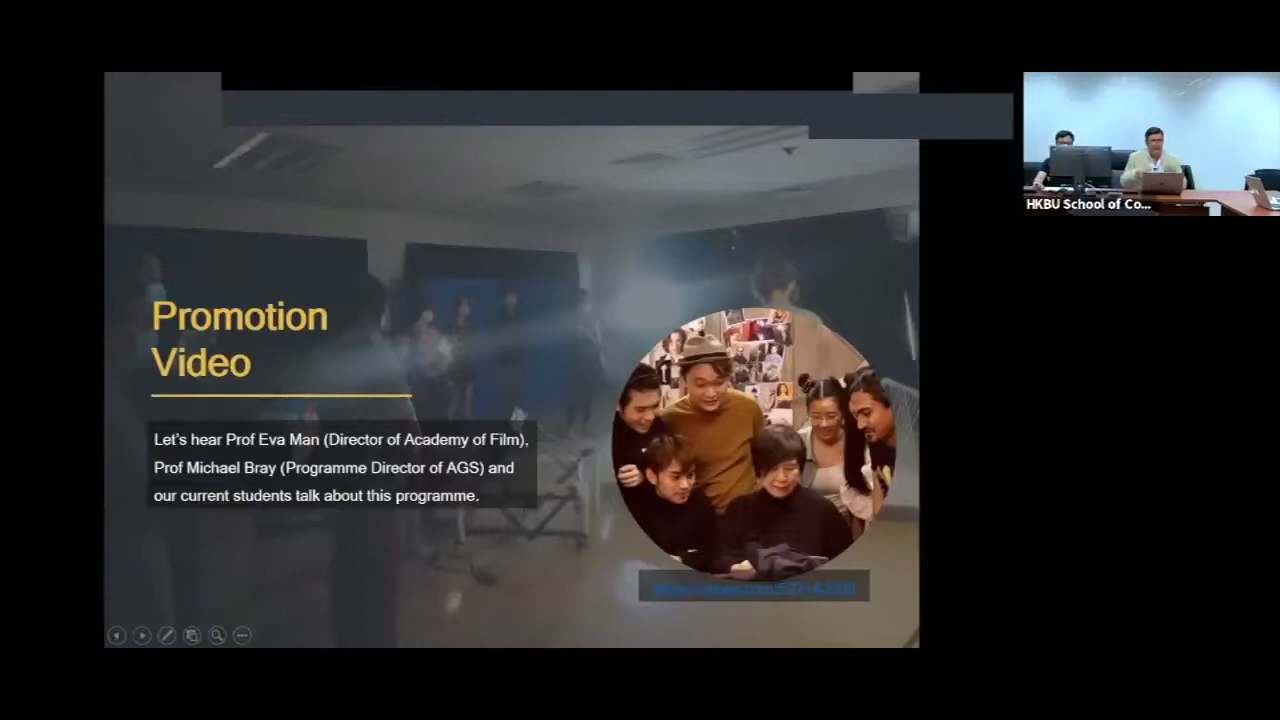 Promotion
Video
Let's hear Prof Eva Man (Director of Academy of Film),
Prof Michael Bray (Programme Director of AGS) and
our current students talk about this programme.
HKBU School of Co...